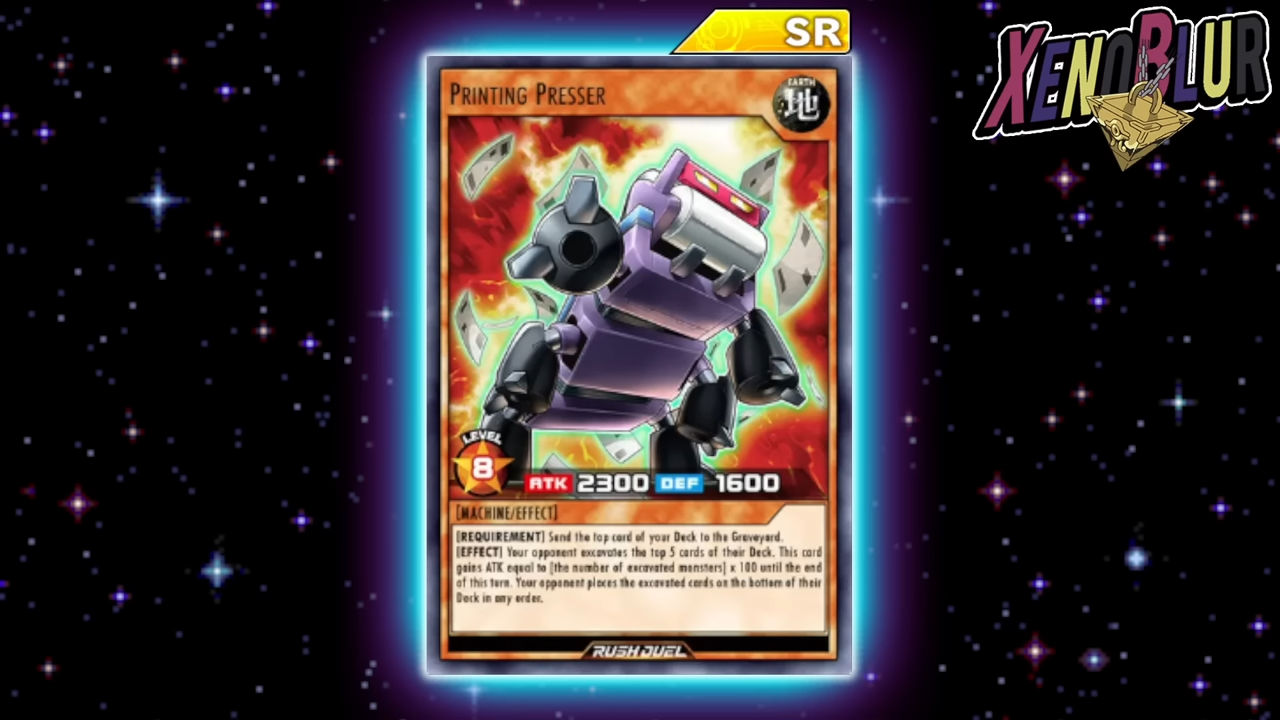 SR
XENOBLUR
PRINTING PRESSER
EARTH
地
LEVEL
8
ATK 2300 DEF 1600
[MACHINE/EFFECT]
[REQUIREMENT] Send the top card of your Deck to the Graveyard.
[EFFECT] Your opponent excavates the top 5 cards of their Deck. This card
gains ATK equal to [the number of excavated monsters] x 100 until the end
of this turn. Your opponent places the excavated cards on the bottom of their
Deck in any order.
RUSH DUEL